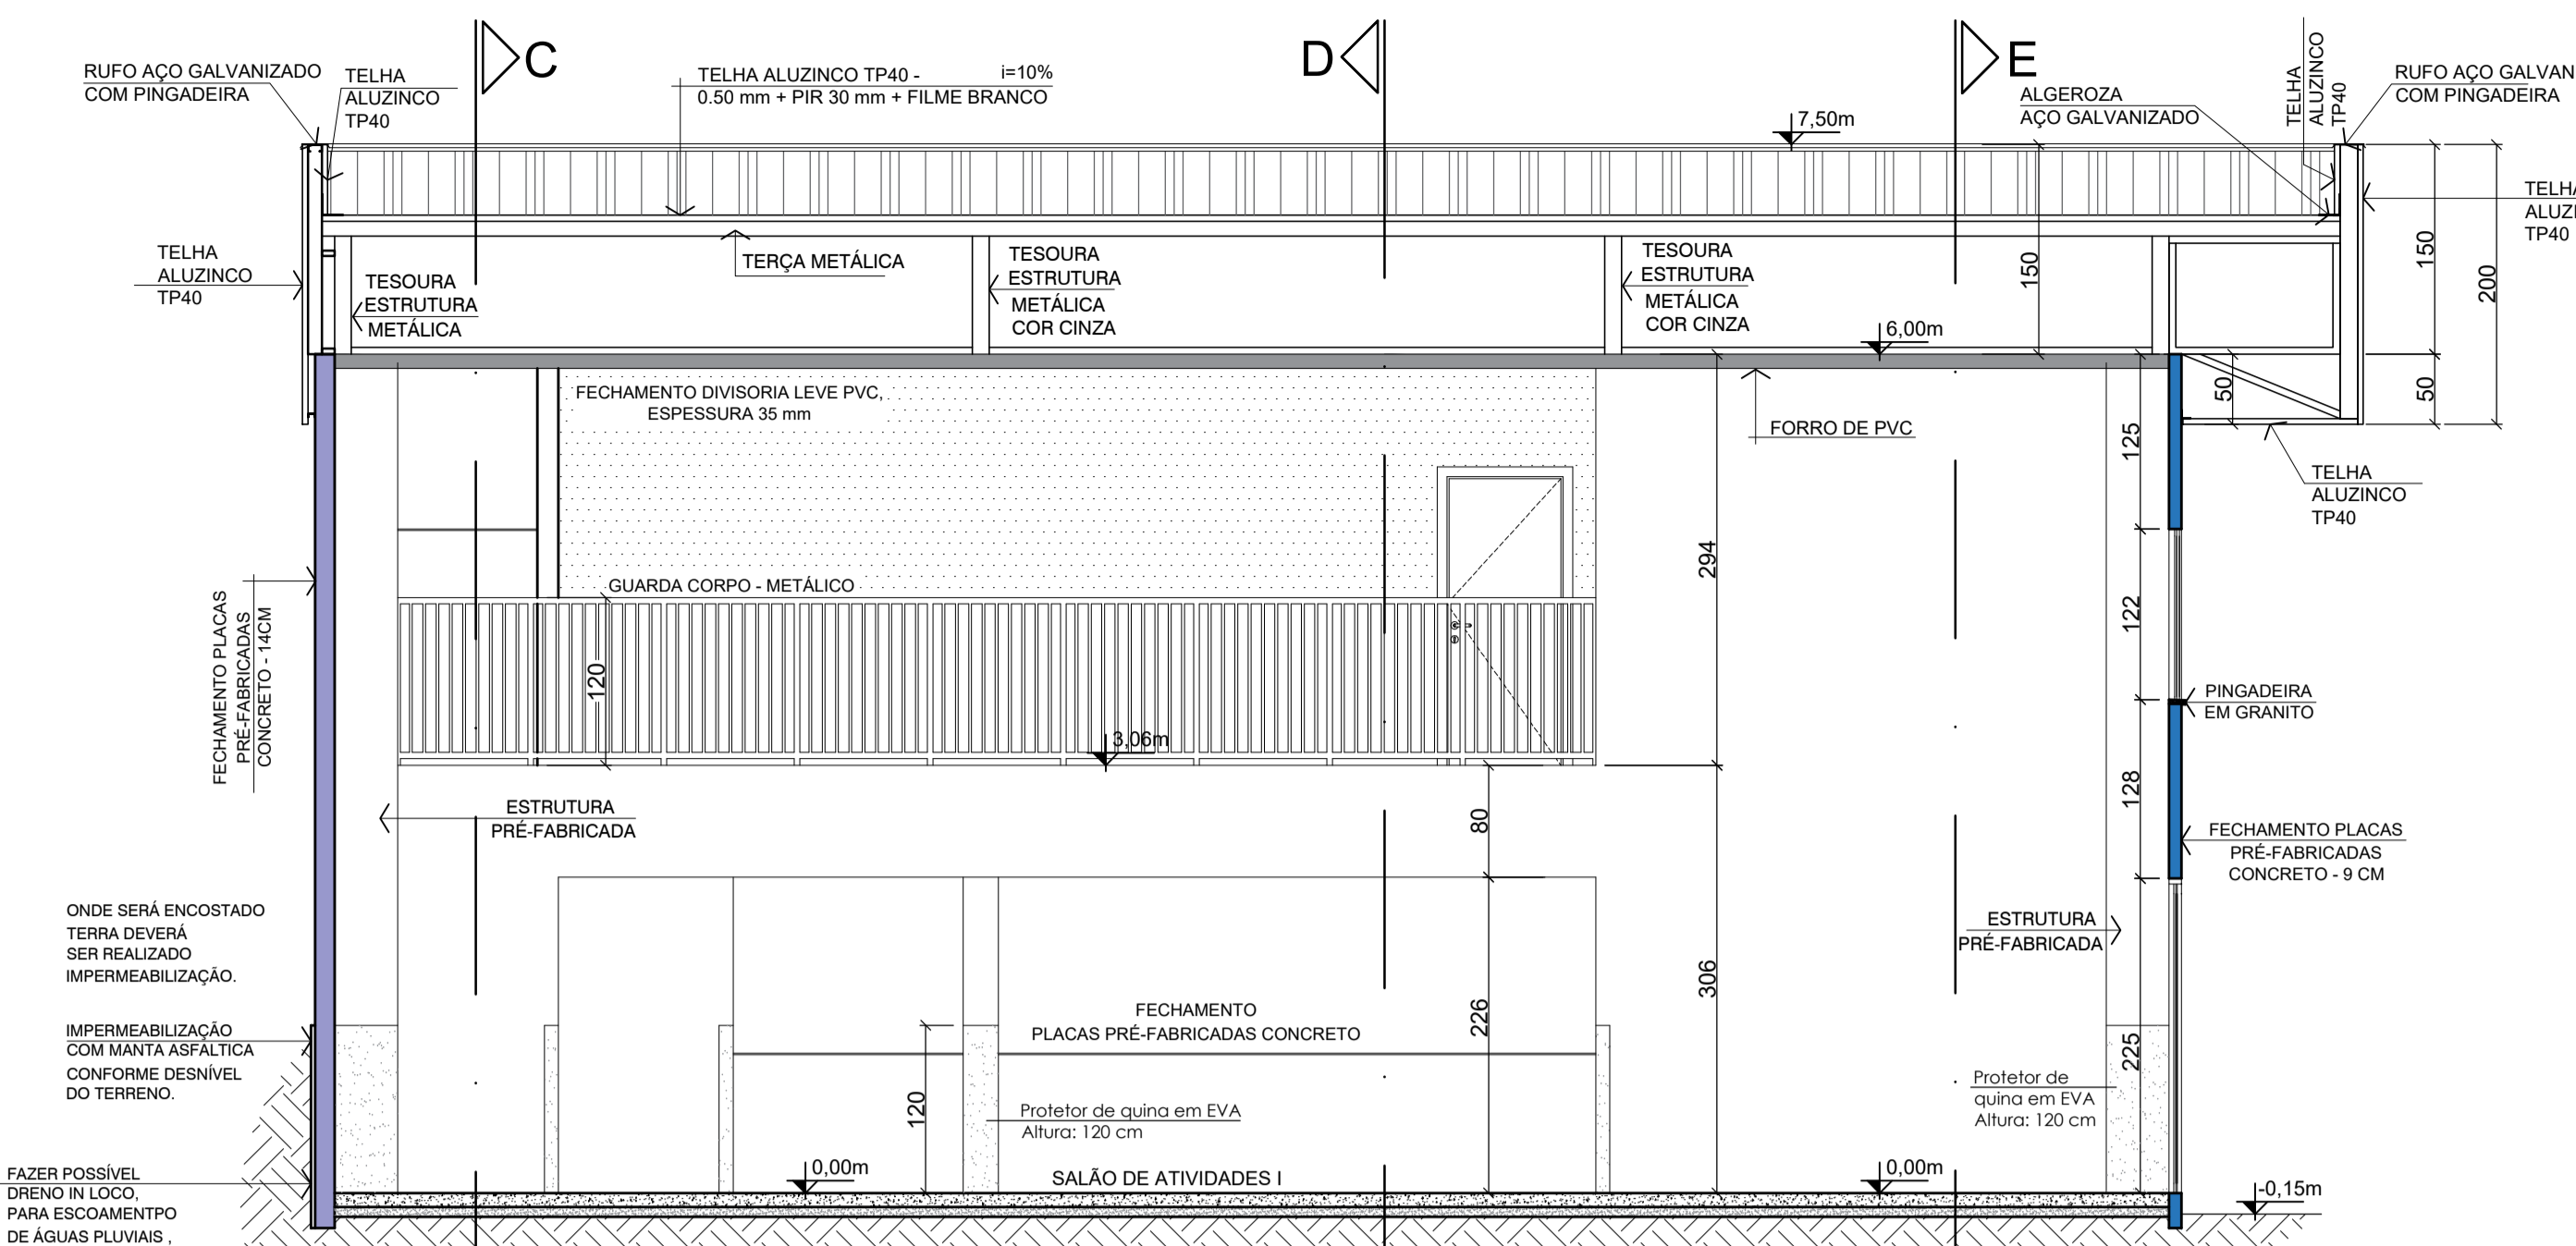 C
D
E
RUFO AÇO GALVANIZADO
COM PINGADEIRA
TELHA
ALUZINCO
TP40
TELHA ALUZINCO TP40 - i=10%
0.50 mm + PIR 30 mm + FILME BRANCO
7,50m
ALGEROZA
AÇO GALVANIZADO
TELHA
ALUZINCO
TP40
RUFO AÇO GALVAN
COM PINGADEIRA
TELHA
ALUZINCO
TP40
TELHA
ESTRUTURA
METÁLICA
TESOURA
TERÇA METÁLICA
TESOURA
ESTRUTURA
METÁLICA
COR CINZA
TESOURA
ESTRUTURA
METÁLICA
COR CINZA
150
150
200
TELHA
ALUZI
TP40
6,00m
FECHAMENTO DIVISORIA LEVE PVC,
ESPESSURA 35 mm
FORRO DE PVC
50
50
125
TELHA
ALUZINCO
TP40
FECHAMENTO PLACAS
PRÉ-FABRICADAS
CONCRETO - 14CM
GUARDA CORPO - METÁLICO
120
294
122
3,06m
PINGADEIRA
EM GRANITO
ESTRUTURA
PRÉ-FABRICADA
80
128
FECHAMENTO PLACAS
PRÉ-FABRICADAS
CONCRETO - 9 CM
ONDE SERÁ ENCOSTADO
TERRA DEVERÁ
SER REALIZADO
IMPERMEABILIZAÇÃO.
ESTRUTURA
PRÉ-FABRICADA
306
226
FECHAMENTO
PLACAS PRÉ-FABRICADAS CONCRETO
IMPERMEABILIZAÇÃO
COM MANTA ASFALTICA
CONFORME DESNÍVEL
DO TERRENO.
225
120
Protetor de quina em EVA
Altura: 120 cm
Protetor de
quina em EVA
Altura: 120 cm
FAZER POSSÍVEL
DRENO IN LOCO,
PARA ESCOAMENTPO
DE ÁGUAS PLUVIAIS ,
0,00m
SALÃO DE ATIVIDADES I
0,00m
-0,15m